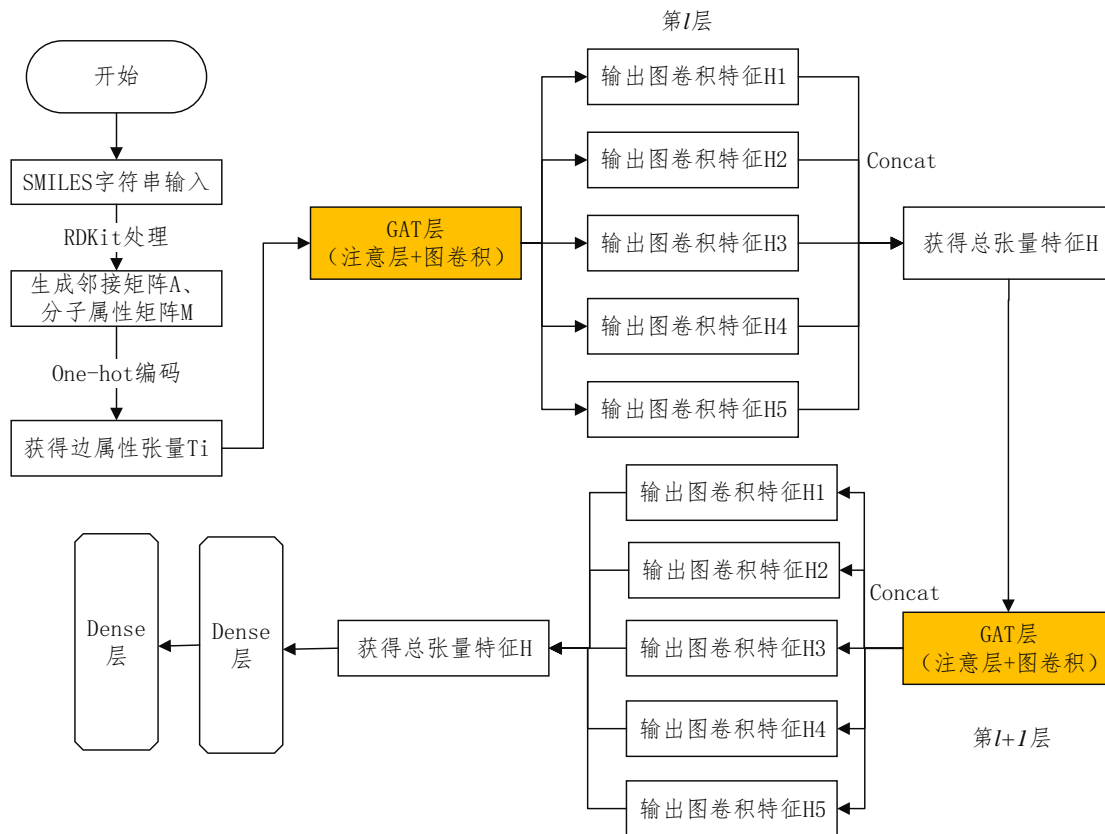 第l层
开始
SMILES字符串输入
RDKit处理
生成邻接矩阵A、
分子属性矩阵M
One-hot编码
获得边属性张量Ti
GAT层
（注意层+图卷积）
输出图卷积特征H1
输出图卷积特征H2
输出图卷积特征H3
输出图卷积特征H4
输出图卷积特征H5
Concat
获得总张量特征H
GAT层
（注意层+图卷积）
第l+1层
Concat
输出图卷积特征H1
输出图卷积特征H2
输出图卷积特征H3
输出图卷积特征H4
输出图卷积特征H5
获得总张量特征H
Dense
层
Dense
层